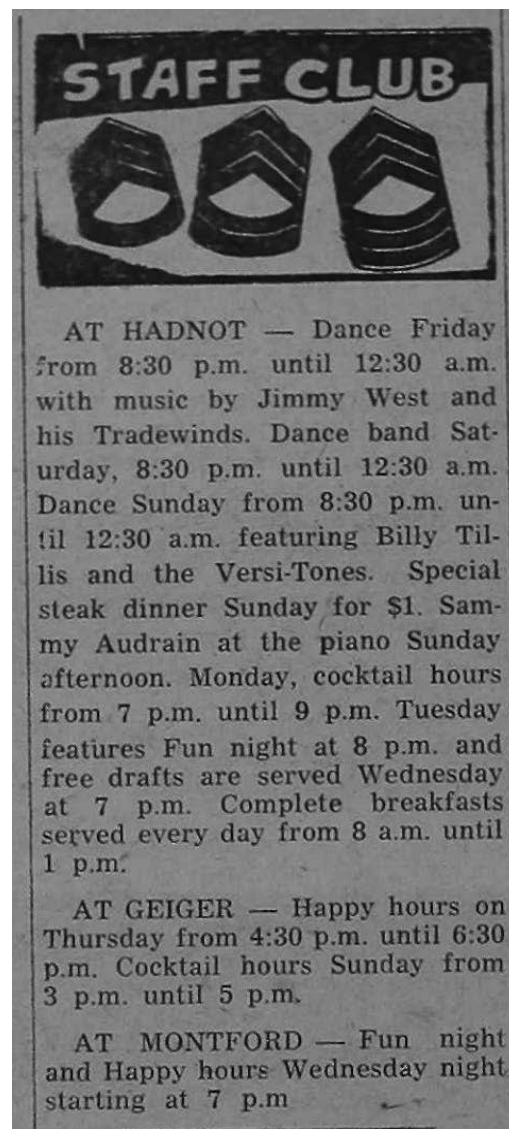 STAFF CLUB
AT HADNOT — Dance Friday
from 8:30 p.m. until 12:30 a.m.
with music by Jimmy West and
his Tradewinds. Dance band Sat-
urday, 8:30 p.m. until 12:30 a.m.
Dance Sunday from 8:30 p.m. un-
til 12:30 a.m. featuring Billy Til-
lis and the Versi-Tones. Special
steak dinner Sunday for $1. Sam-
my Audrain at the piano Sunday
afternoon. Monday, cocktail hours
from 7 p.m. until 9 p.m. Tuesday
features Fun night at 8 p.m. and
free drafts are served Wednesday
at 7 p.m. Complete breakfasts
served every day from 8 a.m. until
1 p.m.
AT GEIGER — Happy hours on
Thursday from 4:30 p.m. until 6:30
p.m. Cocktail hours Sunday from
3 p.m. until 5 p.m.
AT MONTFORD — Fun night
and Happy hours Wednesday night
starting at 7 p.m